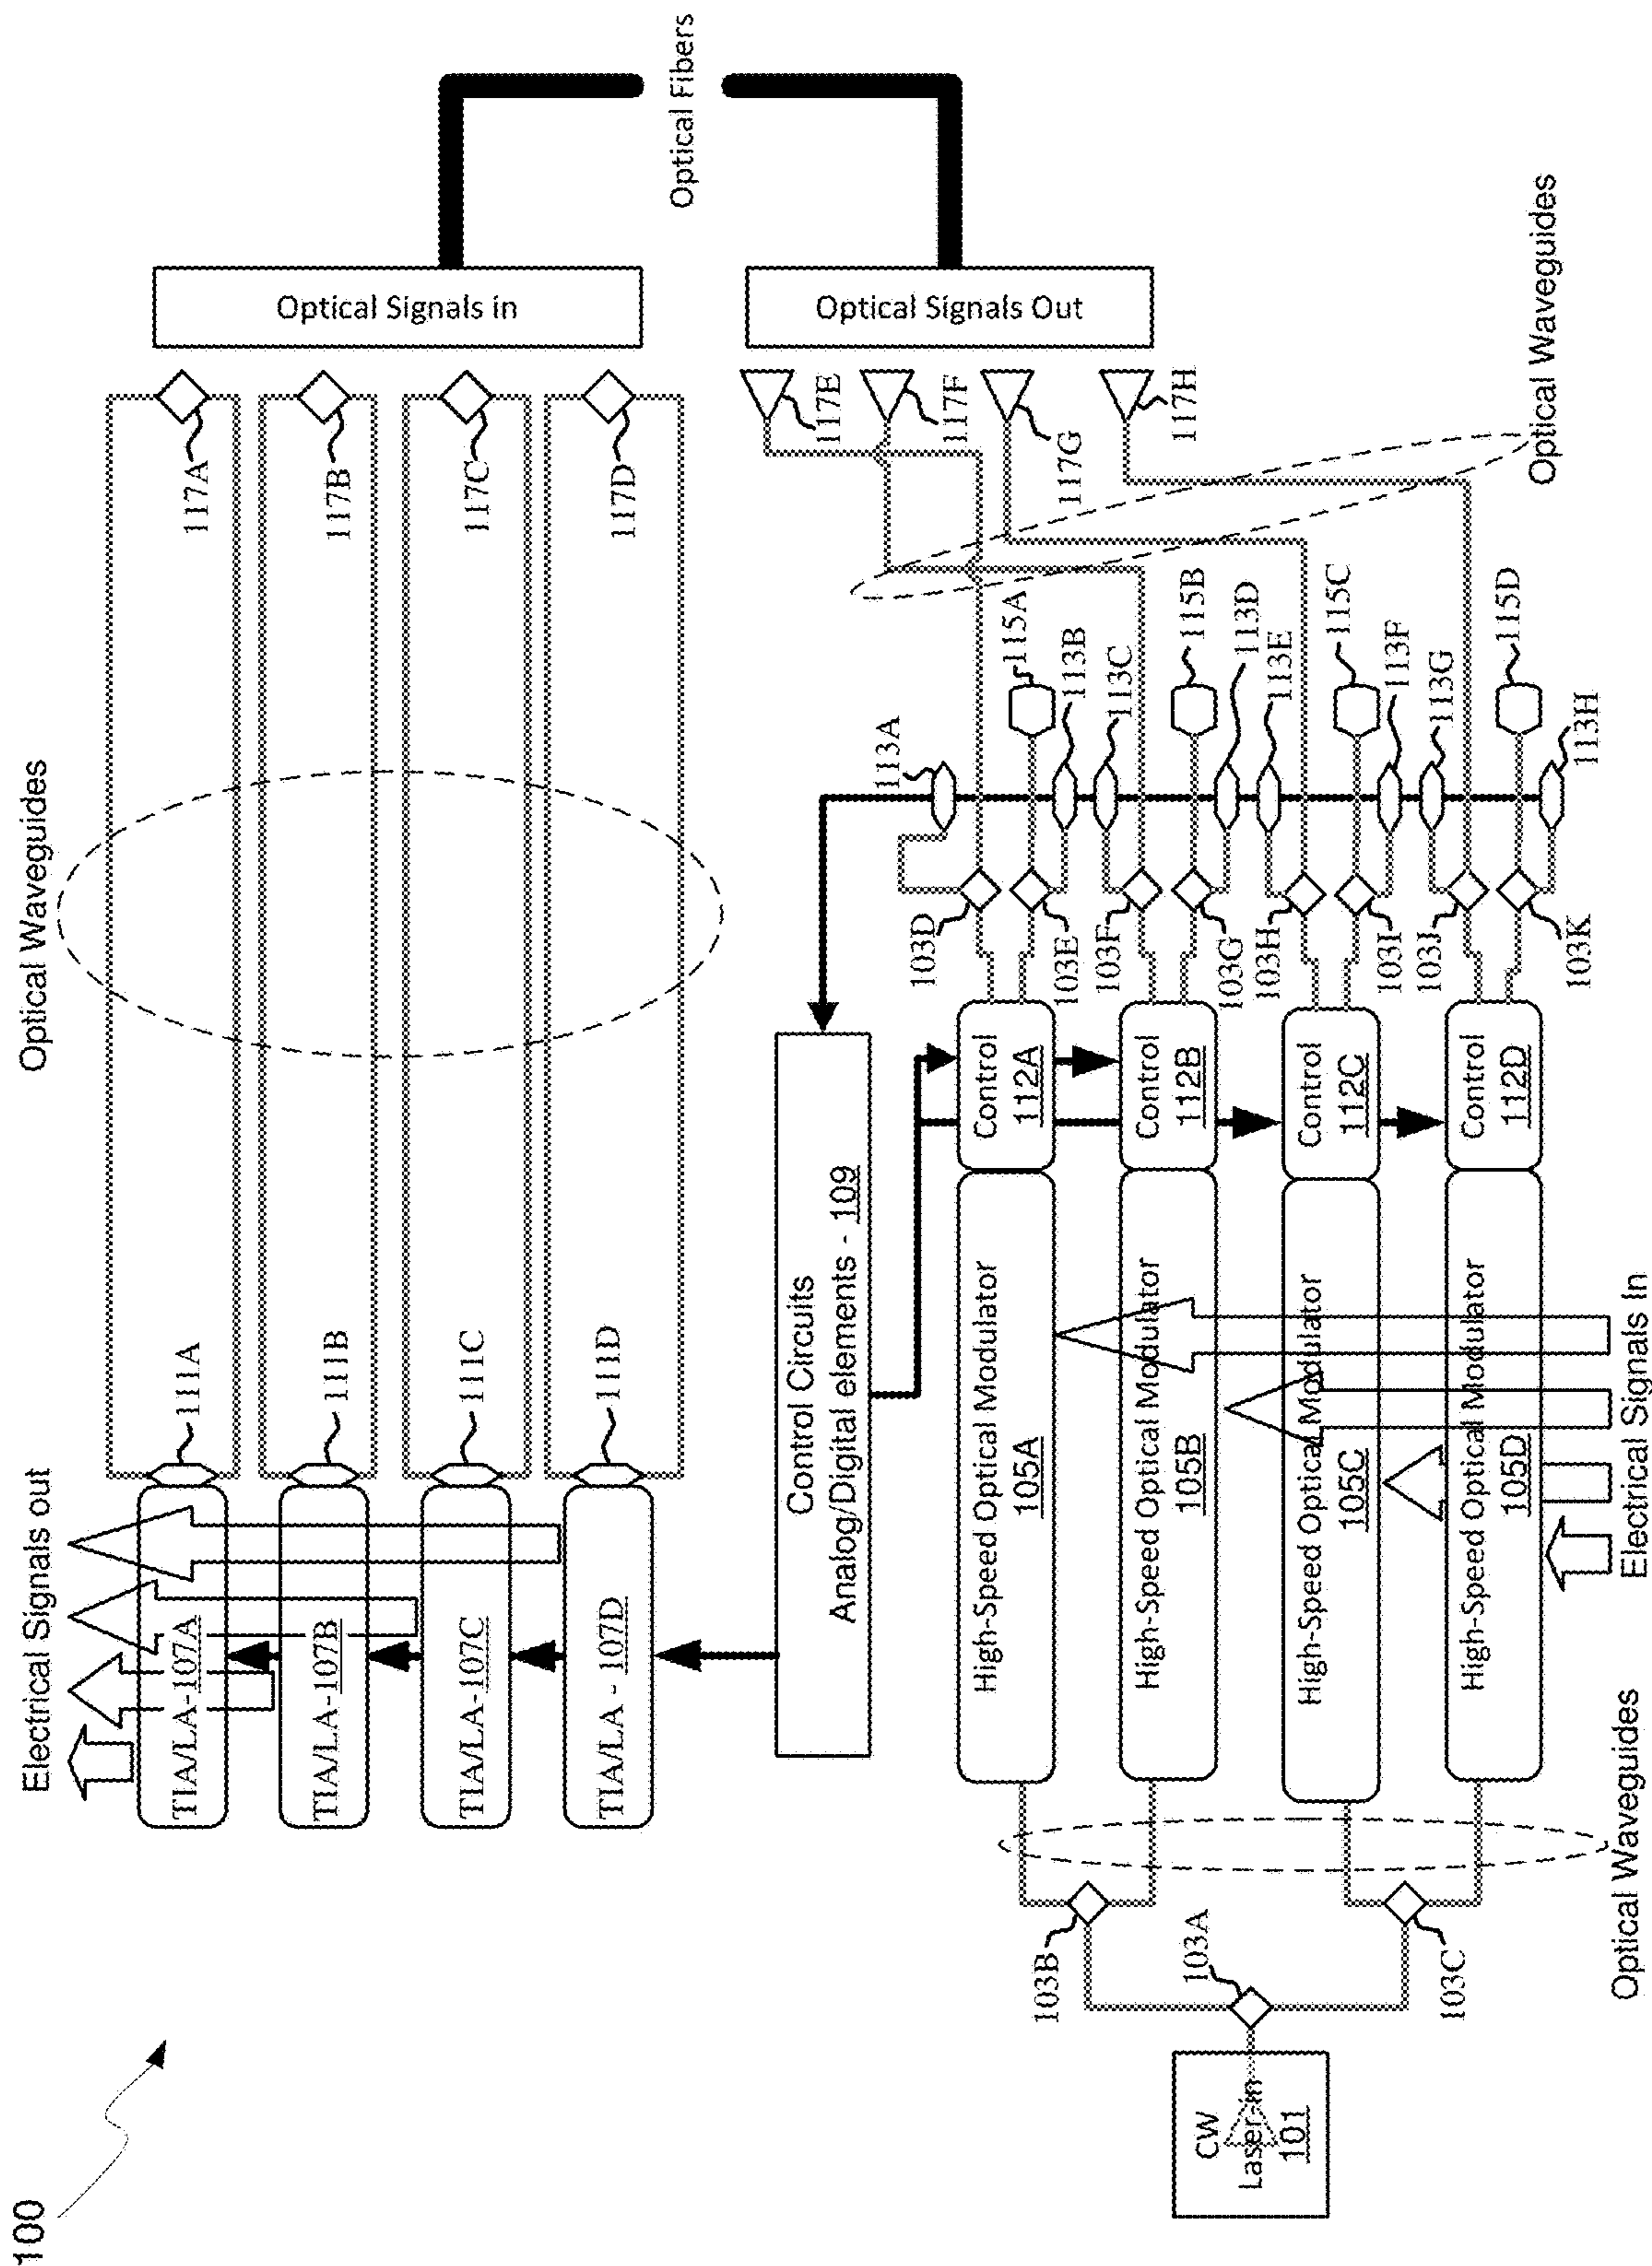 100
Electrical Signals out
Optical Waveguides
TIA/LA-107A
111A
117A
TIA/LA-107B
111B
117B
TIA/LA-107C
111C
117C
TIA/LA - 107D
111D
117D
Optical Signals in
Optical Fibers
Optical Signals Out
Control Circuits
Analog/Digital elements - 109
113A
117E
117F
117G
117H
103D
115A
High-Speed Optical Modulator
105A
Control
112A
103E
113B
103F
113C
High-Speed Optical Modulator
105B
Control
112B
115B
103G
113D
103H
113E
High-Speed Optical Modulator
105C
Control
112C
115C
103I
113F
103J
113G
High-Speed Optical Modulator
105D
Control
112D
115D
103K
113H
103B
103A
103C
CW
Laser in
101
Optical Waveguides
Electrical Signals In
Optical Waveguides